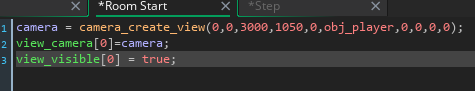 *Room Start
*Step
1 camera = camera_create_view(0,0,3000,1050,0,obj_player,0,0,0,0);
2 view_camera[0]=camera;
3 view_visible[0] = true;